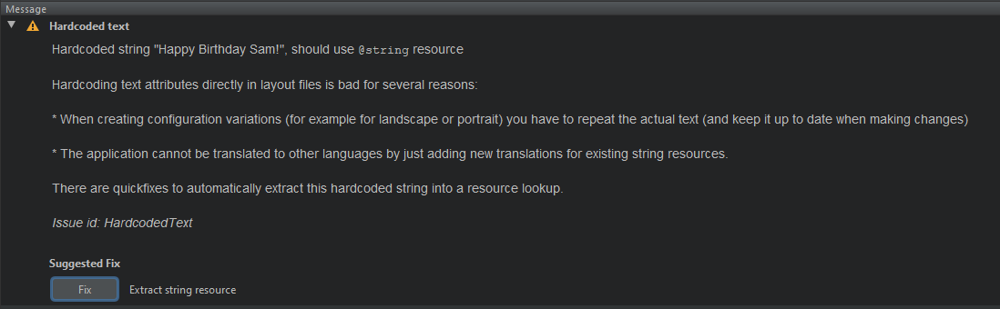 Message
Hardcoded text
Hardcoded string "Happy Birthday Sam!", should use @string resource
Hardcoding text attributes directly in layout files is bad for several reasons:
* When creating configuration variations (for example for landscape or portrait) you have to repeat the actual text (and keep it up to date when making changes)
* The application cannot be translated to other languages by just adding new translations for existing string resources.
There are quickfixes to automatically extract this hardcoded string into a resource lookup.
Issue id: HardcodedText
Suggested Fix
Fix Extract string resource